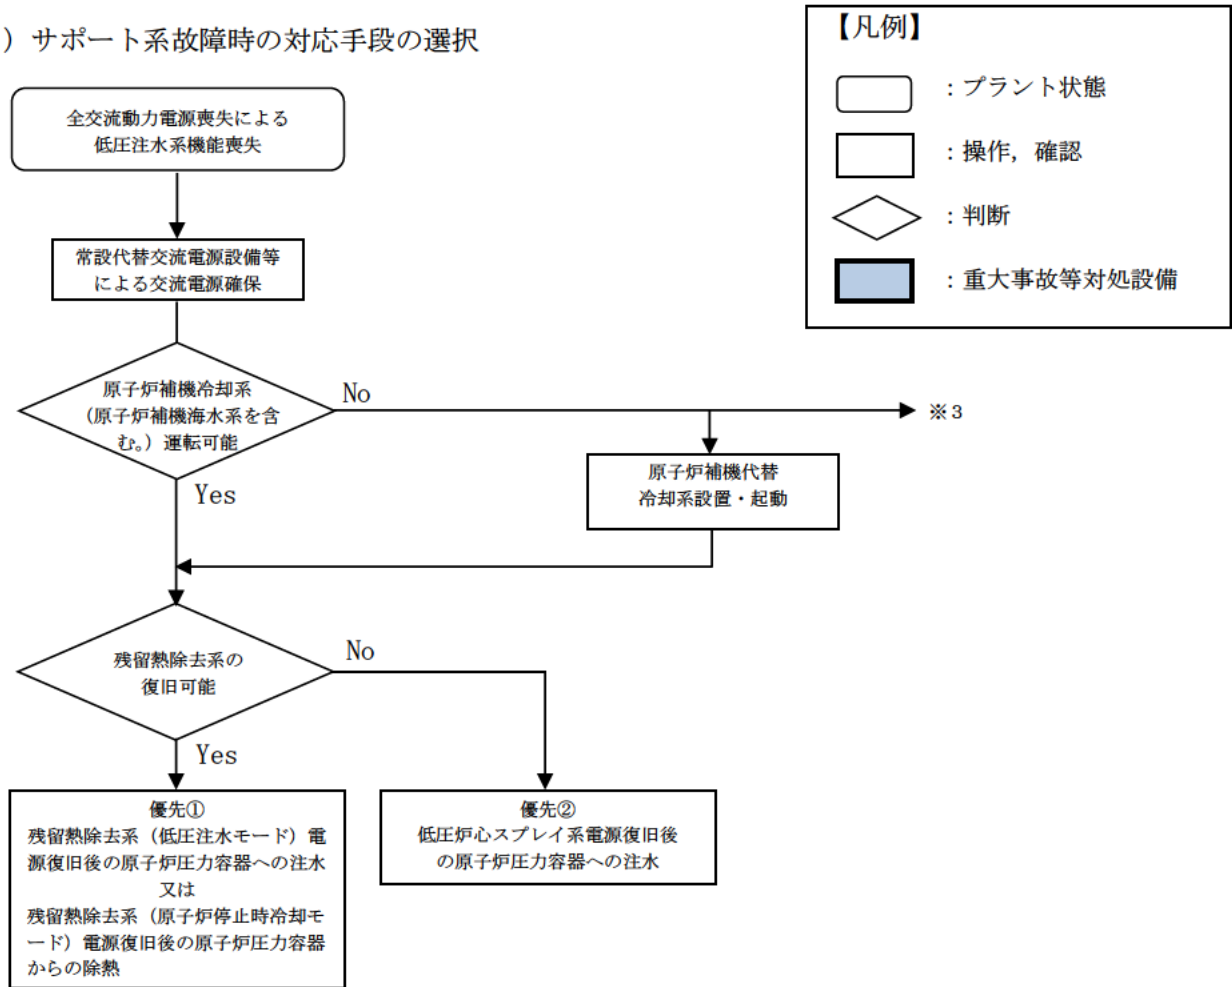 ）サポート系故障時の対応手段の選択
【凡例】
：プラント状態
：操作，確認
：判断
：重大事故等対処設備
全交流動力電源喪失による
低圧注水系機能喪失
常設代替交流電源設備等
による交流電源確保
原子炉補機冷却系
（原子炉補機海水系を含
む。）運転可能
No
※3
Yes
原子炉補機代替
冷却系設置・起動
残留熱除去系の
復旧可能
No
Yes
優先①
残留熱除去系（低圧注水モード）電
源復旧後の原子炉圧力容器への注水
又は
残留熱除去系（原子炉停止時冷却モ
ード）電源復旧後の原子炉圧力容器
からの除熱
優先②
低圧炉心スプレイ系電源復旧後
の原子炉圧力容器への注水